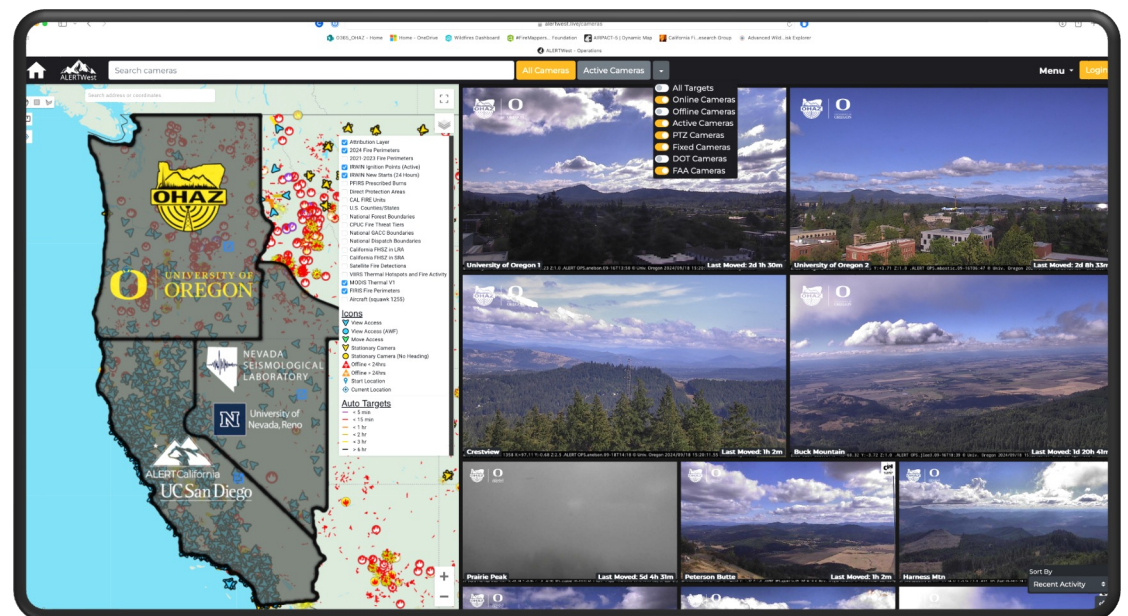 alertwest.live/cameras
GOES_OHAZ - Home
Home - OneDrive
Wildfires Dashboard
#FireMappers... Foundation
AIRPACT-5 | Dynamic Map
California Fi...esearch Group
Advanced Wild...isk Explorer
ALERTWest - Operations
ALERTWest
Search cameras
All Cameras
Active Cameras
Menu
Login
Search address or coordinates
All Targets
Online Cameras
Offline Cameras
Active Cameras
PTZ Cameras
Fixed Cameras
DOT Cameras
FAA Cameras
Attribution Layer
2024 Fire Perimeters
2021-2023 Fire Perimeters
IRWIN Ignition Points (Active)
IRWIN New Starts (24 Hours)
PFIRS Prescribed Burns
Direct Protection Areas
CAL FIRE Units
U.S. Counties/States
National Forest Boundaries
CPUC Fire Threat Tiers
National GACC Boundaries
National Dispatch Boundaries
California FHSZ in LRA
California FHSZ in SRA
Satellite Fire Detections
VIIRS Thermal Hotspots and Fire Activity
MODIS Thermal V1
FIRIS Fire Perimeters
Aircraft (squawk 1255)
Icons
View Access
View Access (AWF)
Move Access
Stationary Camera
Stationary Camera (No Heading)
Offline < 24hrs
Offline > 24hrs
Start Location
Current Location
Auto Targets
< 5 min
< 15 min
< 1 hr
< 2 hr
< 3 hr
> 6 hr
OHAZ
UNIVERSITY OF
OREGON
NEVADA
SEISMOLOGICAL
LABORATORY
N
University of
Nevada, Reno
ALERTCalifornia
UC San Diego
University of Oregon 1
Last Moved: 2d 1h 30m
University of Oregon 2
Last Moved: 2d 8h 33m
Crestview
Last Moved: 1h 2m
Buck Mountain
Last Moved: 1d 20h 41m
Prairie Peak
Last Moved: 5d 4h 31m
Peterson Butte
Last Moved: 1h 2m
Harness Mtn
Sort By
Recent Activity